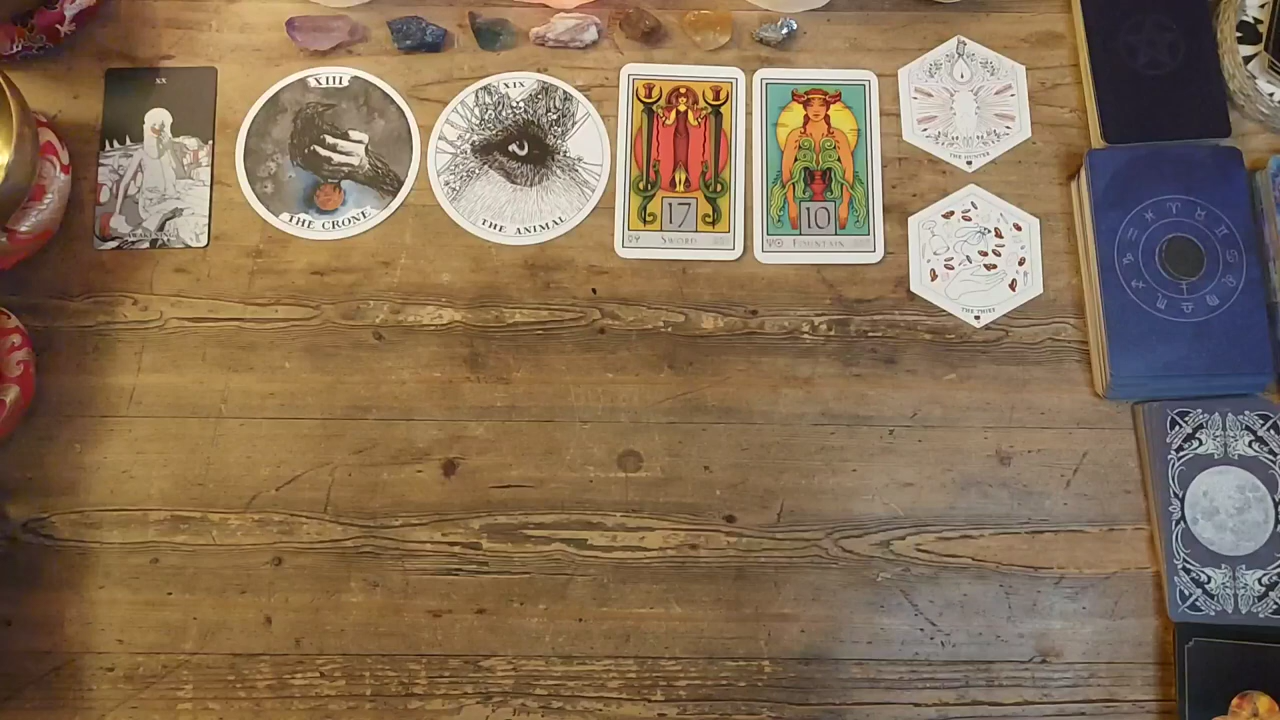 XX
AWAKENING
XIII
THE CRONE
XIX
THE ANIMAL
17
SWORD
10
FOUNTAIN
THE HUNTER
THE THIEF